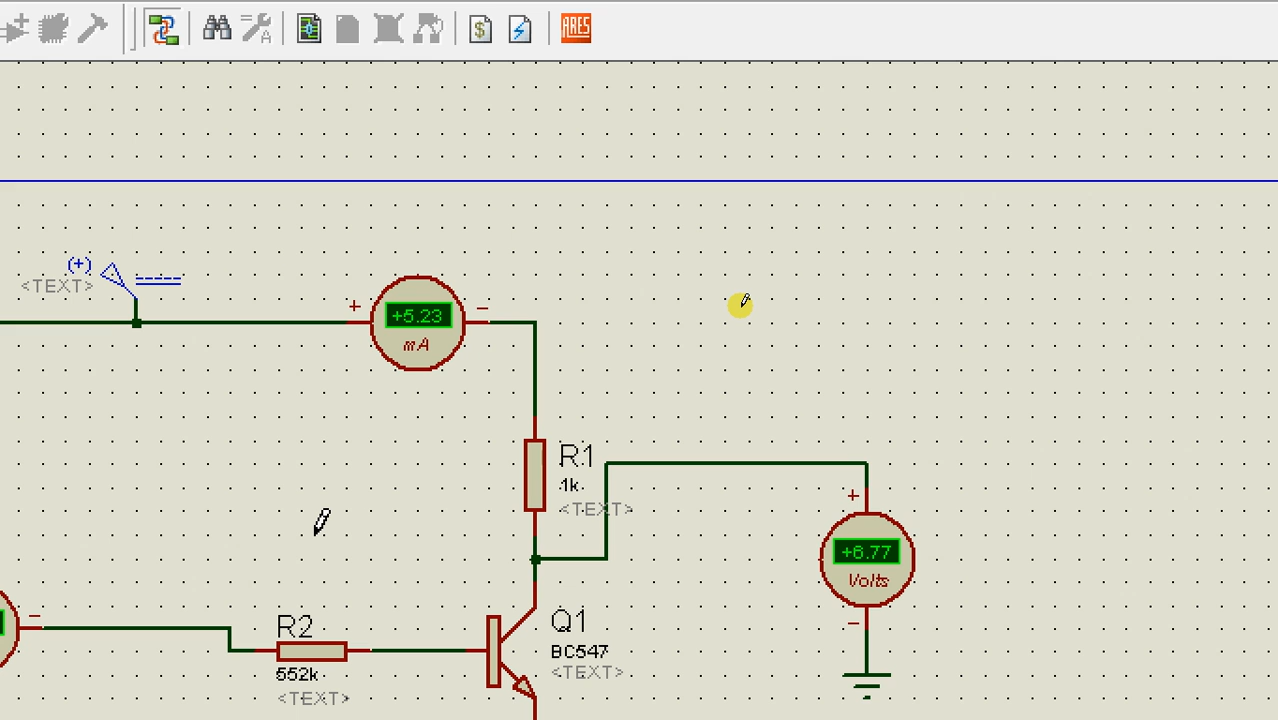 A
$
ARES
(+)
<TEXT>
+
+5.23
mA
−
R1
1k
<TEXT>
+
+6.77
Volts
−
−
R2
552k
<TEXT>
Q1
BC547
<TEXT>